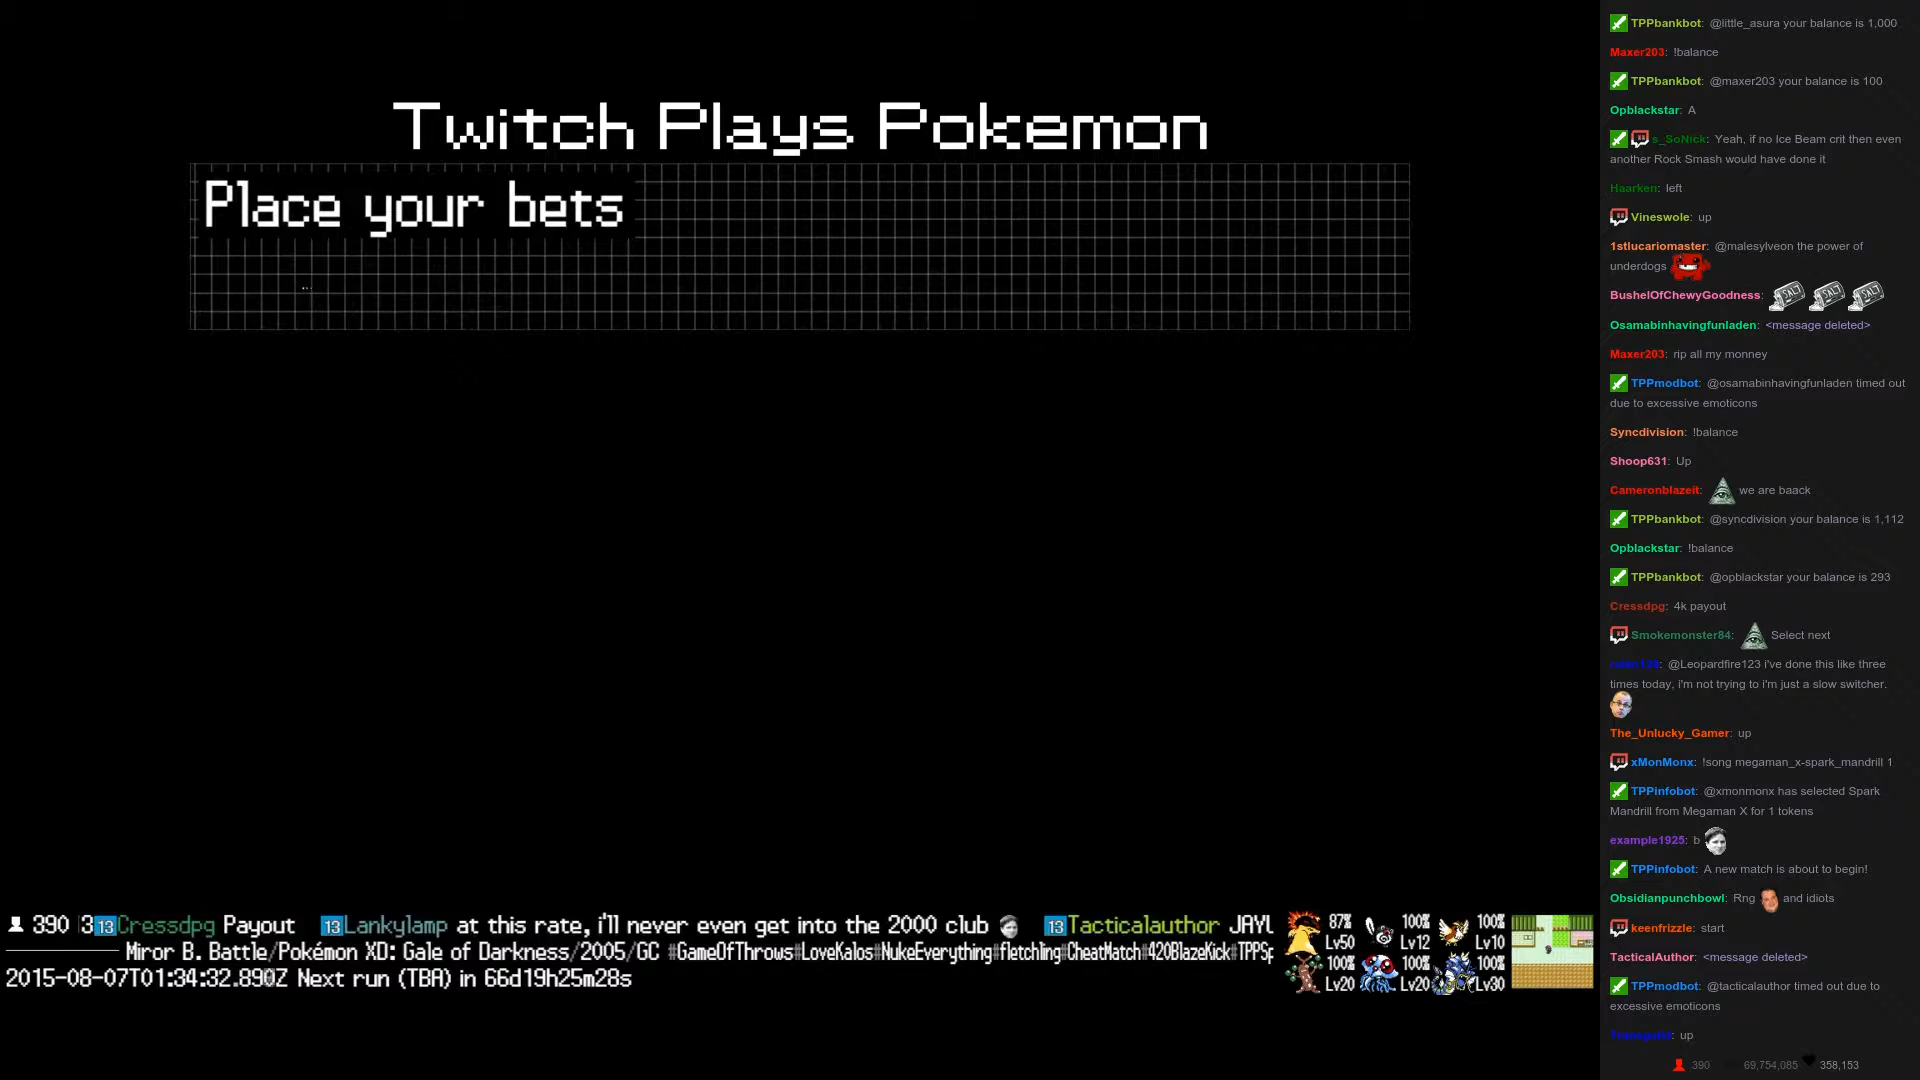 Twitch Plays Pokemon
Place your bets
390 3 13 Cressdpg Payout 13 Lankylamp at this rate, i'll never even get into the 2000 club 13 Tacticalauthor JAYL
Miror B. Battle/Pokémon XD: Gale of Darkness/2005/GC #GameOfThrows#LoveKalos#NukeEverything#fletchling#CheatMatch#420BlazeKick#TPPSp
2015-08-07T01:34:32.890Z Next run (TBA) in 66d19h25m28s
87% 100% 100%
Lv50 Lv12 Lv10
100% 100% 100%
Lv20 Lv20 Lv30
TPPbankbot: @little_asura your balance is 1,000
Maxer203: !balance
TPPbankbot: @maxer203 your balance is 100
Opblackstar: A
s_SoNick: Yeah, if no Ice Beam crit then even
another Rock Smash would have done it
Haarken: left
Vineswole: up
1stlucariomaster: @malesylveon the power of
underdogs
BushelOfChewyGoodness: SALT SALT SALT
Osamabinhavingfunladen: <message deleted>
Maxer203: rip all my monney
TPPmodbot: @osamabinhavingfunladen timed out
due to excessive emoticons
Syncdivision: !balance
Shoop631: Up
Cameronblazeit: we are baack
TPPbankbot: @syncdivision your balance is 1,112
Opblackstar: !balance
TPPbankbot: @opblackstar your balance is 293
Cressdpg: 4k payout
Smokemonster84: Select next
@Leopardfire123 i've done this like three
times today, i'm not trying to i'm just a slow switcher.
The_Unlucky_Gamer: up
xMonMonx: !song megaman_x-spark_mandrill 1
TPPinfobot: @xmonmonx has selected Spark
Mandrill from Megaman X for 1 tokens
example1925: b
TPPinfobot: A new match is about to begin!
Obsidianpunchbowl: Rng and idiots
keenfrizzle: start
TacticalAuthor: <message deleted>
TPPmodbot: @tacticalauthor timed out due to
excessive emoticons
: up
390 69,754,085 358,153